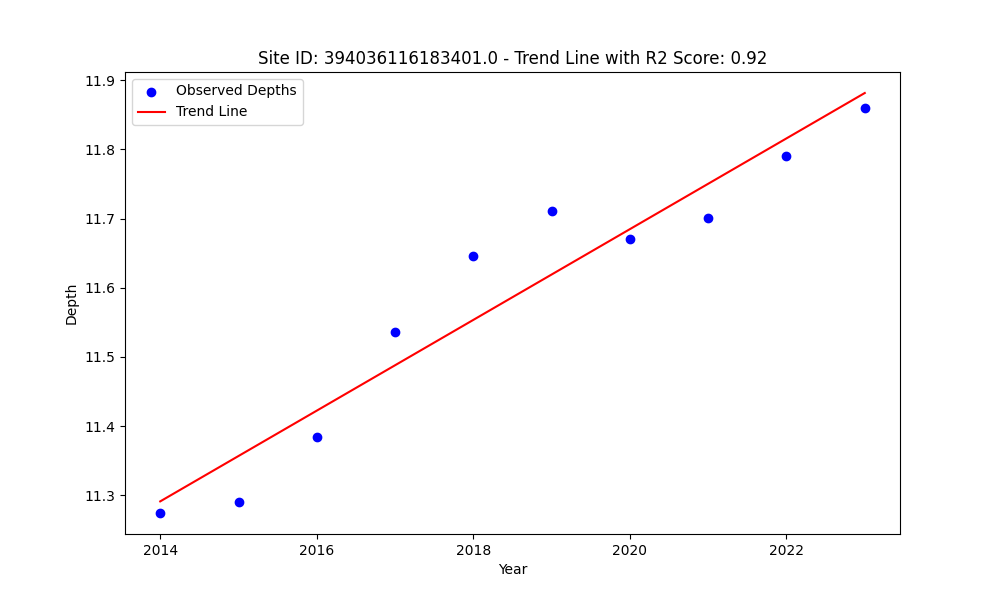 Site ID: 394036116183401.0 - Trend Line with R2 Score: 0.92
Observed Depths
Trend Line
11.9
11.8
11.7
11.6
11.5
11.4
11.3
Depth
2014 2016 2018 2020 2022
Year